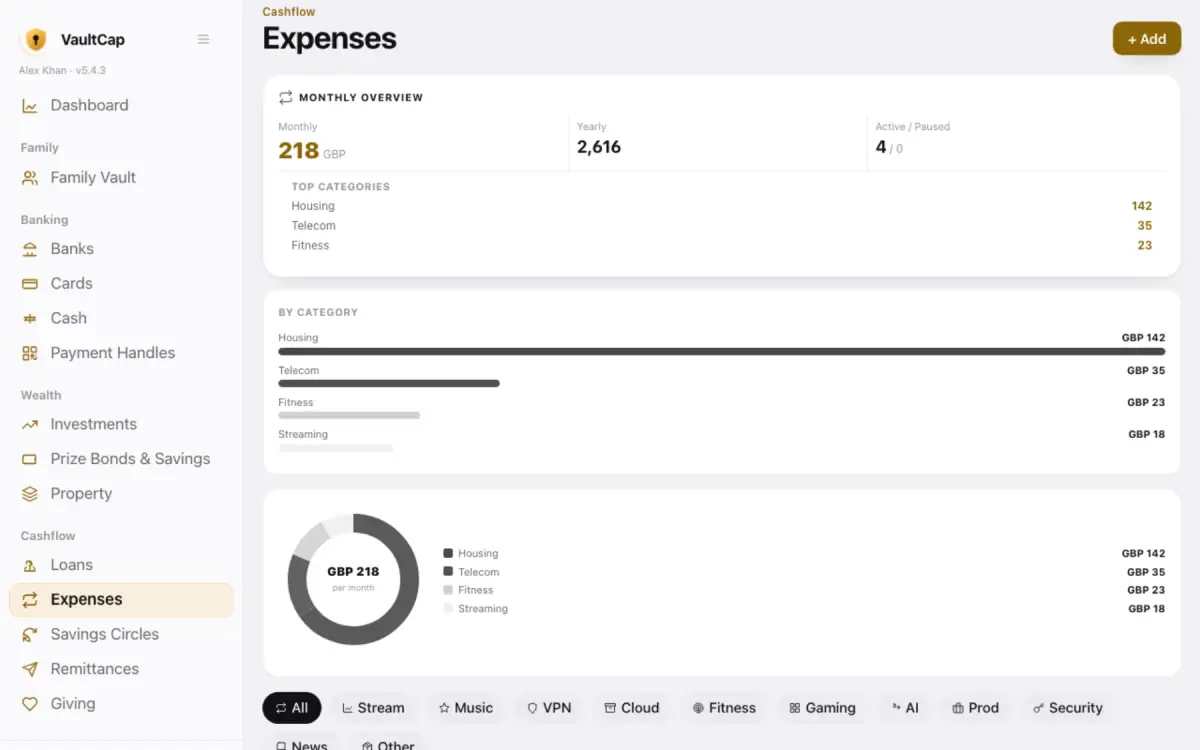 VaultCap
Alex Khan · v5.4.3
Dashboard
Family
Family Vault
Banking
Banks
Cards
Cash
Payment Handles
Wealth
Investments
Prize Bonds & Savings
Property
Cashflow
Loans
Expenses
Savings Circles
Remittances
Giving
Cashflow
Expenses
+ Add
MONTHLY OVERVIEW
Monthly
218 GBP
Yearly
2,616
Active / Paused
4 / 0
TOP CATEGORIES
Housing 142
Telecom 35
Fitness 23
BY CATEGORY
Housing GBP 142
Telecom GBP 35
Fitness GBP 23
Streaming GBP 18
GBP 218
per month
Housing GBP 142
Telecom GBP 35
Fitness GBP 23
Streaming GBP 18
All Stream Music VPN Cloud Fitness Gaming AI Prod Security
News Other